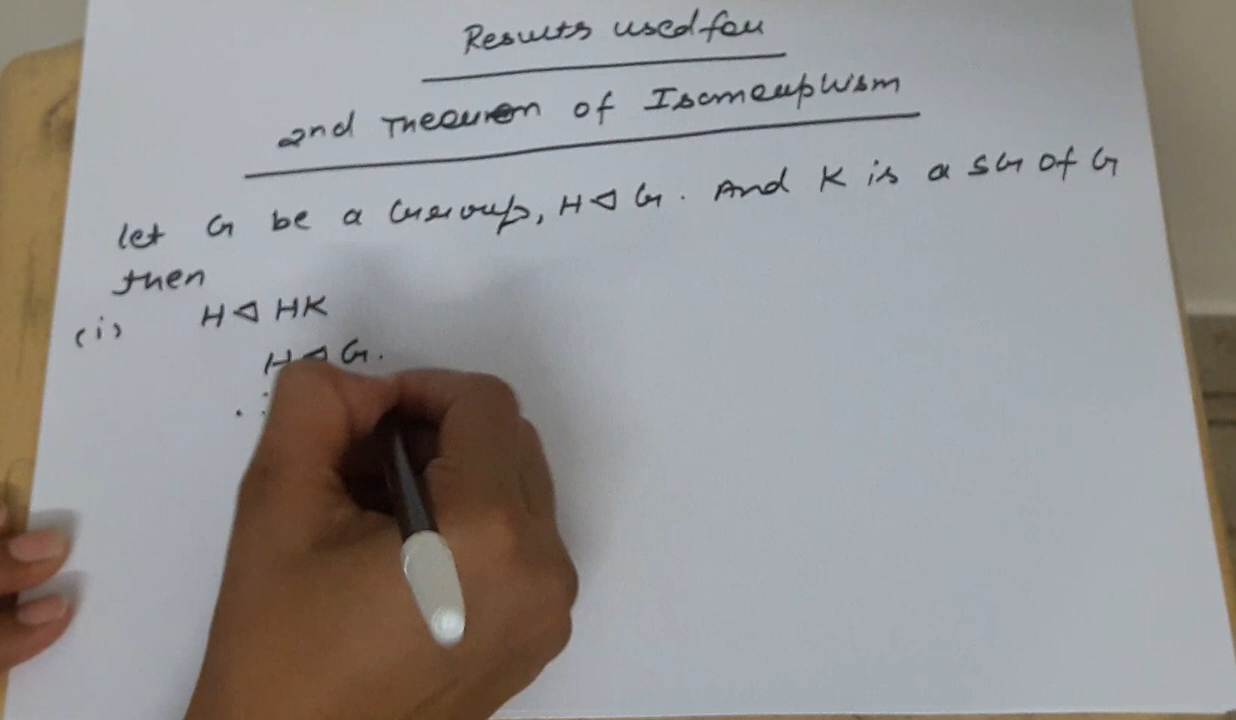 Results used for
2nd Theorem of Isomorphism
let G be a Group, H ⊲ G. And K is a SG of G
then
(i) H ⊲ HK
H ⊲ G.
∴